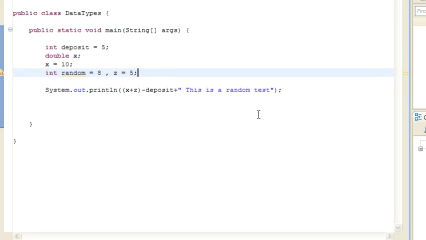 public class DataTypes {
public static void main(String[] args) {
int deposit = 5;
double x;
x = 10;
int random = 8 , z = 5;
System.out.println((x+z)-deposit+" This is a random test");
}
}